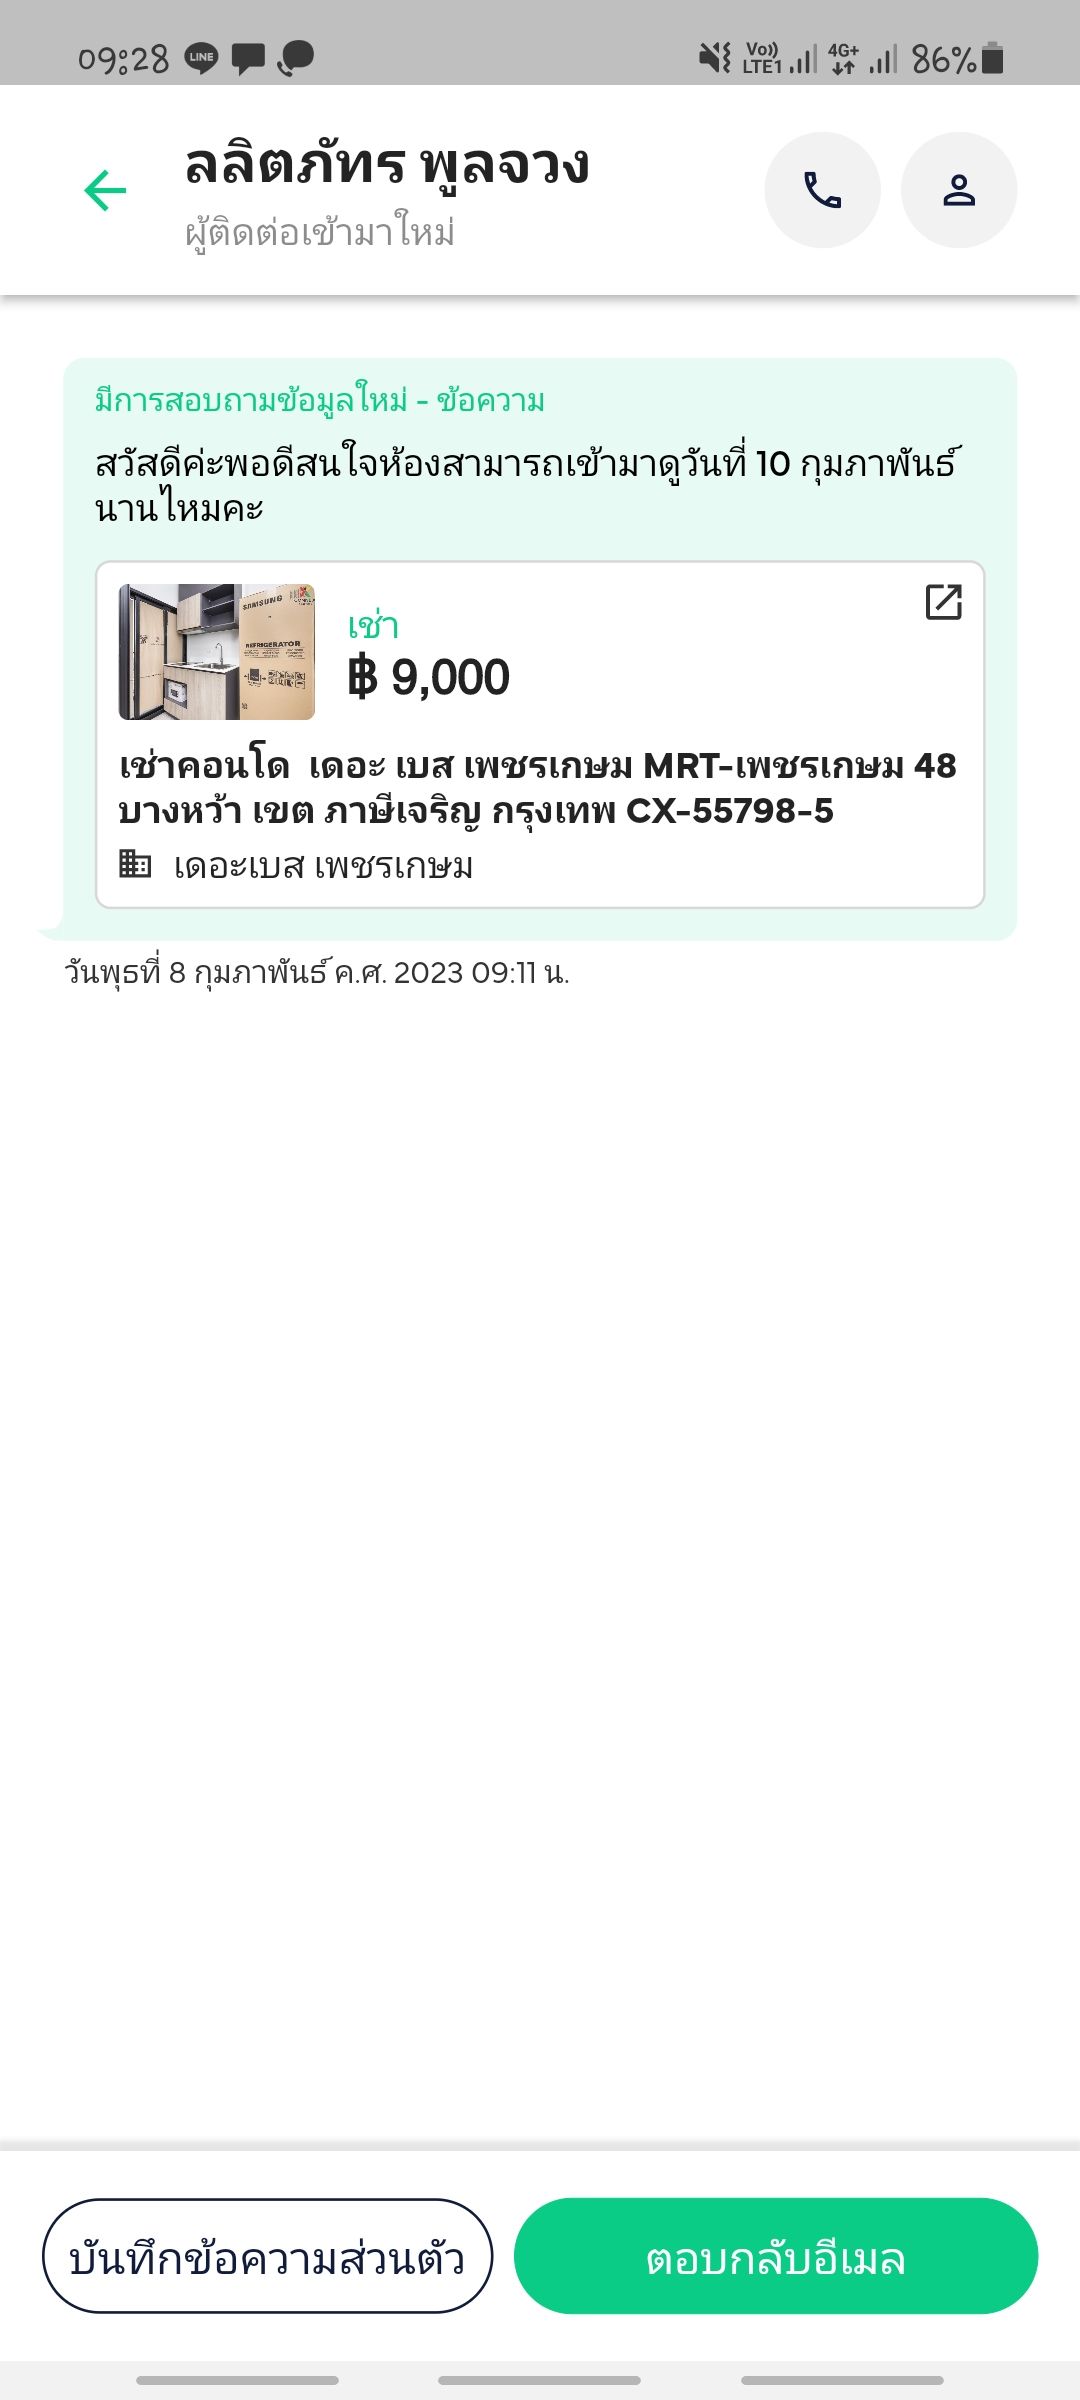 09:28 LINE Vo)) LTE1 4G+ 86%
ลลิตภัทร พูลจวง
ผู้ติดต่อเข้ามาใหม่
มีการสอบถามข้อมูลใหม่ - ข้อความ
สวัสดีค่ะพอดีสนใจห้องสามารถเข้ามาดูวันที่ 10 กุมภาพันธ์
นานไหมคะ
SAMSUNG
REFRIGERATOR
เช่า
฿ 9,000
เช่าคอนโด เดอะ เบส เพชรเกษม MRT-เพชรเกษม 48
บางหว้า เขต ภาษีเจริญ กรุงเทพ CX-55798-5
เดอะเบส เพชรเกษม
วันพุธที่ 8 กุมภาพันธ์ ค.ศ. 2023 09:11 น.
บันทึกข้อความส่วนตัว
ตอบกลับอีเมล